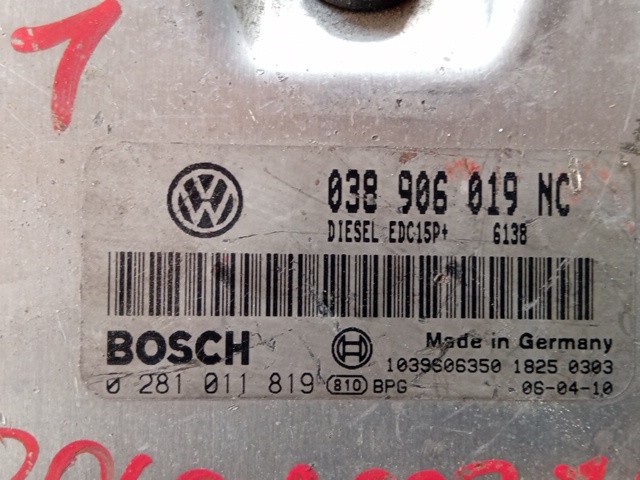 1
038 906 019 NC
DIESEL EDC15P+ 6138
BOSCH
Made in Germany
1039S06350 1825 0303
0 281 011 819 810 BPG 06-04-10